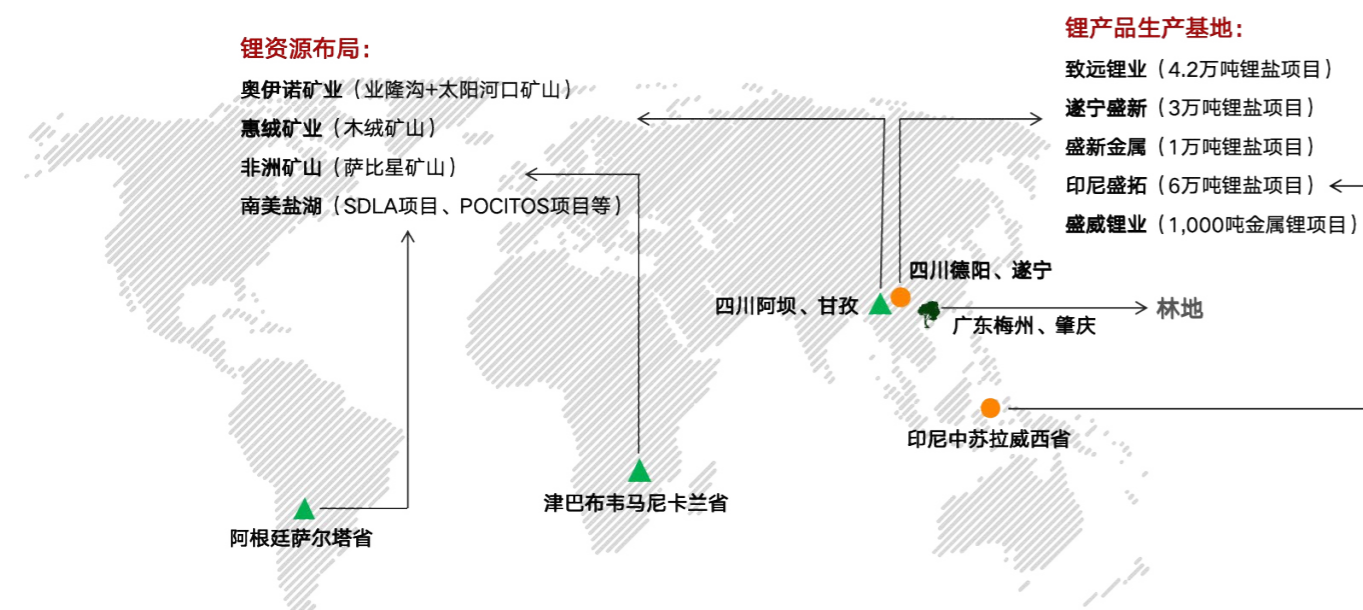 锂资源布局：
奥伊诺矿业（业隆沟+太阳河口矿山）
惠绒矿业（木绒矿山）
非洲矿山（萨比星矿山）
南美盐湖（SDLA项目、POCITOS项目等）
锂产品生产基地：
致远锂业（4.2万吨锂盐项目）
遂宁盛新（3万吨锂盐项目）
盛新金属（1万吨锂盐项目）
印尼盛拓（6万吨锂盐项目）
盛威锂业（1,000吨金属锂项目）
四川德阳、遂宁
四川阿坝、甘孜
林地
广东梅州、肇庆
印尼中苏拉威西省
津巴布韦马尼卡兰省
阿根廷萨尔塔省